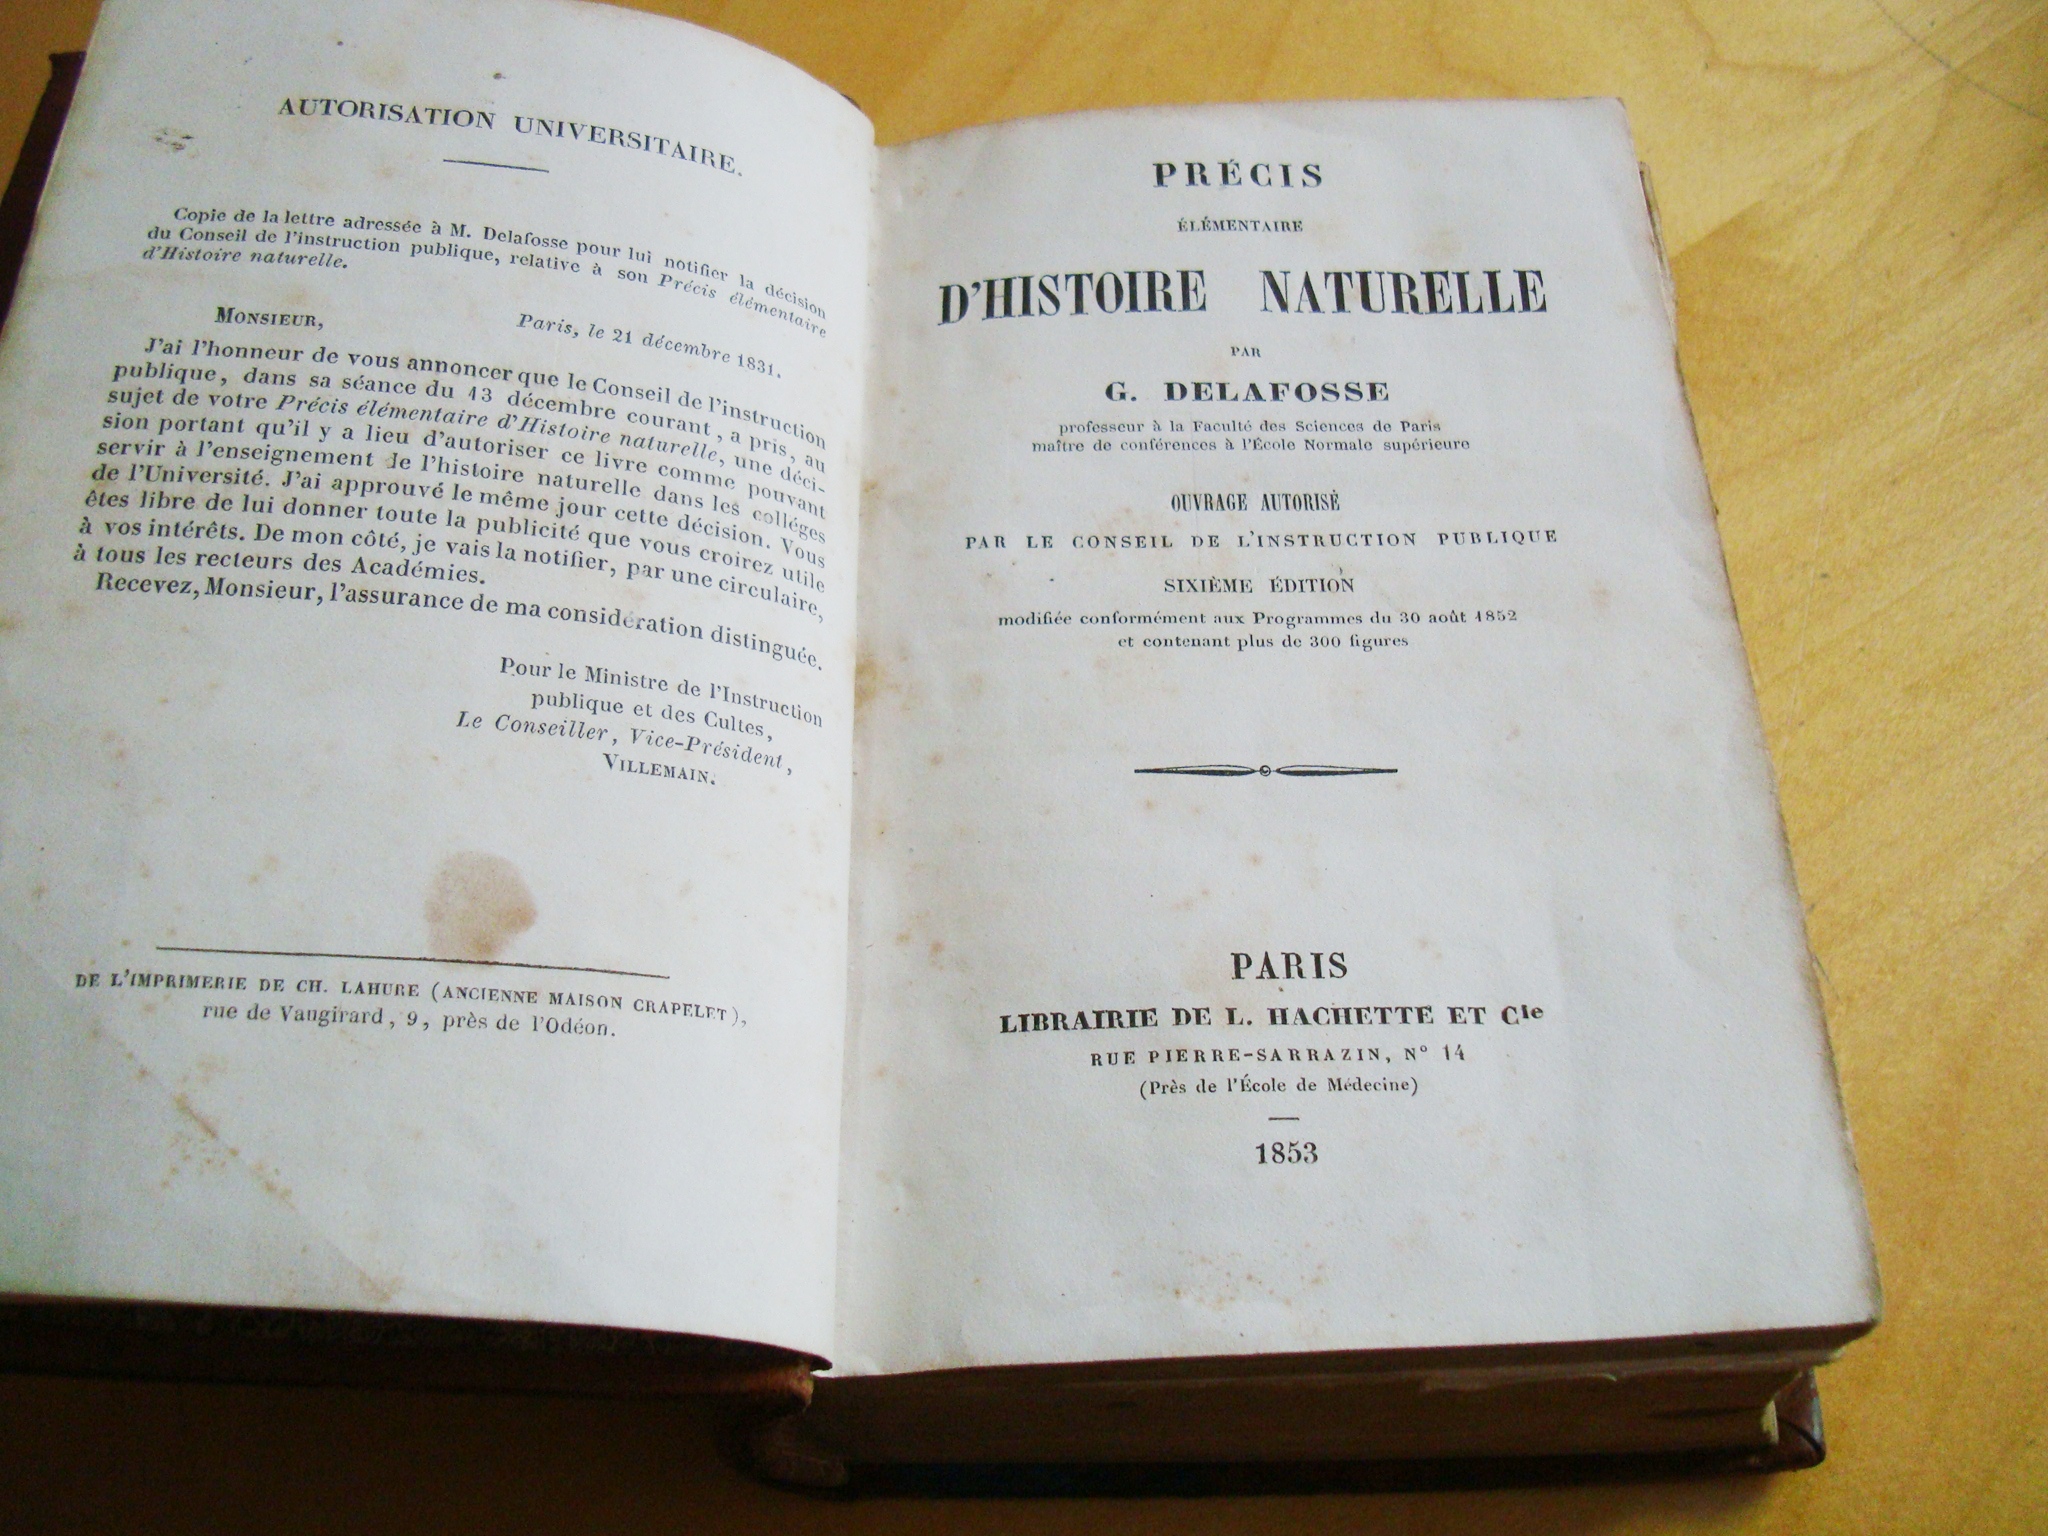 AUTORISATION UNIVERSITAIRE.
Copie de la lettre adressée à M. Delafosse pour lui notifier la décision
du Conseil de l'instruction publique, relative à son Précis élémentaire
d'Histoire naturelle.
Paris, le 21 décembre 1831.
MONSIEUR,
J'ai l'honneur de vous annoncer que le Conseil de l'instruction
publique, dans sa séance du 13 décembre courant, a pris, au
sujet de votre Précis élémentaire d'Histoire naturelle, une déci-
sion portant qu'il y a lieu d'autoriser ce livre comme pouvant
servir à l'enseignement de l'histoire naturelle dans les colléges
de l'Université. J'ai approuvé le même jour cette décision. Vous
êtes libre de lui donner toute la publicité que vous croirez utile
à vos intérêts. De mon côté, je vais la notifier, par une circulaire,
à tous les recteurs des Académies.
Recevez, Monsieur, l'assurance de ma considération distinguée.
Pour le Ministre de l'Instruction
publique et des Cultes,
Le Conseiller, Vice-Président,
VILLEMAIN.
DE L'IMPRIMERIE DE CH. LAHURE (ANCIENNE MAISON CRAPELET),
rue de Vaugirard, 9, près de l'Odéon.
PRÉCIS
ÉLÉMENTAIRE
D'HISTOIRE NATURELLE
PAR
G. DELAFOSSE
professeur à la Faculté des Sciences de Paris
maître de conférences à l'École Normale supérieure
OUVRAGE AUTORISÉ
PAR LE CONSEIL DE L'INSTRUCTION PUBLIQUE
SIXIÈME ÉDITION
modifiée conformément aux Programmes du 30 août 1852
et contenant plus de 300 figures
PARIS
LIBRAIRIE DE L. HACHETTE ET Cie
RUE PIERRE-SARRAZIN, N° 14
(Près de l'École de Médecine)
1853